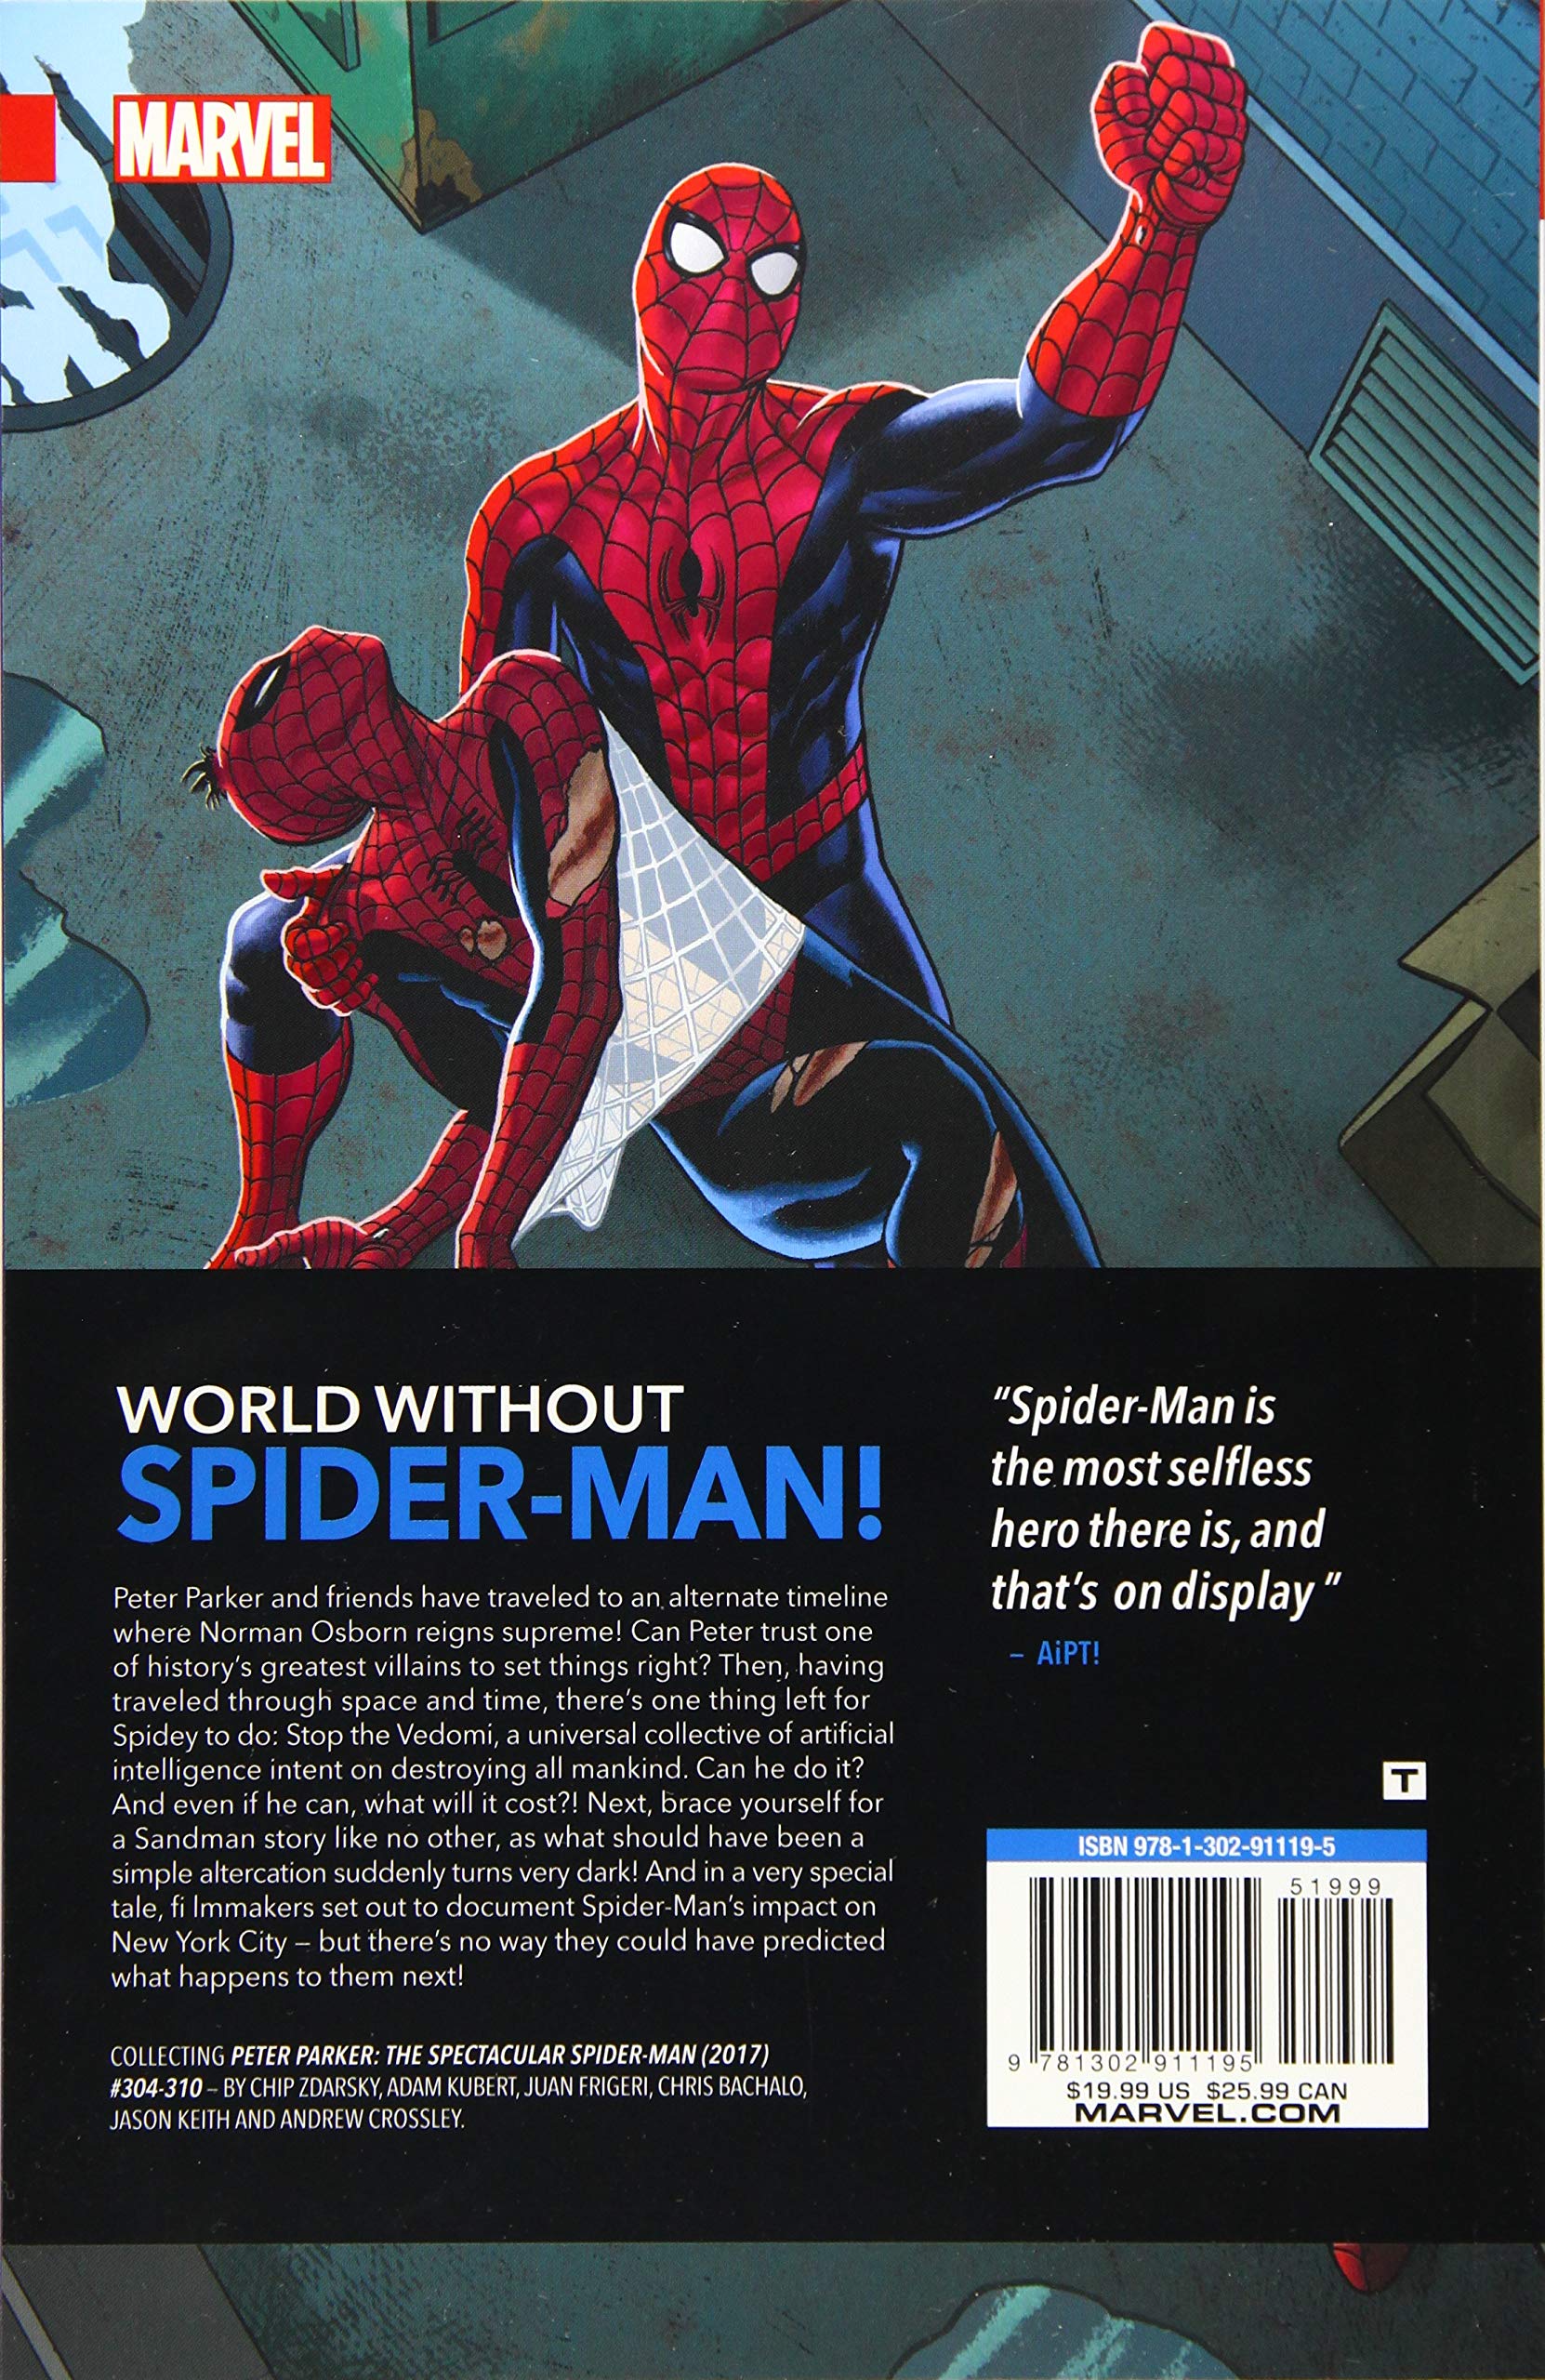 MARVEL
WORLD WITHOUT
SPIDER-MAN!
Peter Parker and friends have traveled to an alternate timeline
where Norman Osborn reigns supreme! Can Peter trust one
of history's greatest villains to set things right? Then, having
traveled through space and time, there's one thing left for
Spidey to do: Stop the Vedomi, a universal collective of artificial
intelligence intent on destroying all mankind. Can he do it?
And even if he can, what will it cost?! Next, brace yourself for
a Sandman story like no other, as what should have been a
simple altercation suddenly turns very dark! And in a very special
tale, fi lmmakers set out to document Spider-Man's impact on
New York City – but there's no way they could have predicted
what happens to them next!
COLLECTING PETER PARKER: THE SPECTACULAR SPIDER-MAN (2017)
#304-310 – BY CHIP ZDARSKY, ADAM KUBERT, JUAN FRIGERI, CHRIS BACHALO,
JASON KEITH AND ANDREW CROSSLEY.
"Spider-Man is
the most selfless
hero there is, and
that's on display"
– AiPT!
T
ISBN 978-1-302-91119-5
51999
9 781302 911195
$19.99 US $25.99 CAN
MARVEL.COM